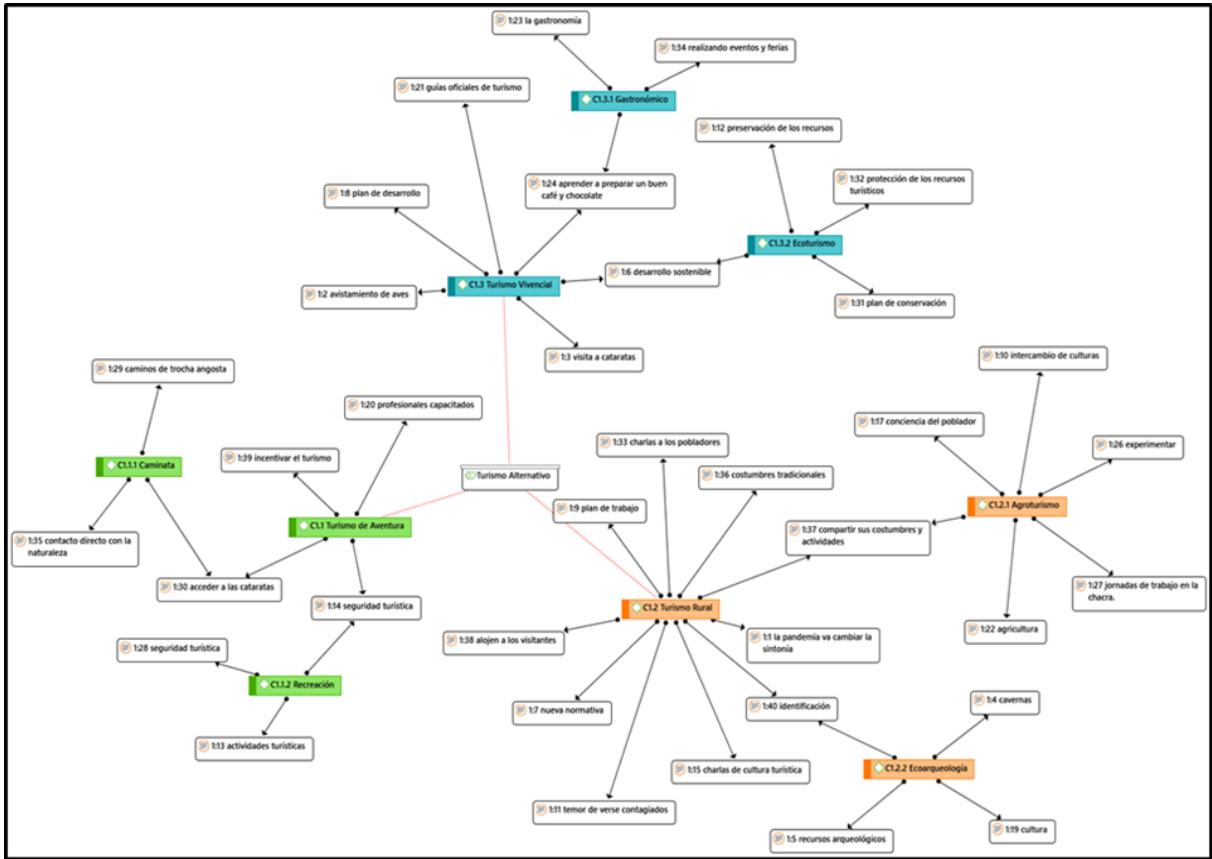 1:23 la gastronomía
1:34 realizando eventos y ferias
1:21 guías oficiales de turismo
C1.3.1 Gastronómico
1:12 preservación de los recursos
1:8 plan de desarrollo
1:24 aprender a preparar un buen
café y chocolate
1:32 protección de los recursos
turísticos
C1.3.2 Ecoturismo
1:6 desarrollo sostenible
C1.3 Turismo Vivencial
1:2 avistamiento de aves
1:31 plan de conservación
1:3 visita a cataratas
1:10 intercambio de culturas
1:29 caminos de trocha angosta
1:20 profesionales capacitados
1:17 conciencia del poblador
1:33 charlas a los pobladores
1:26 experimentar
1:39 incentivar el turismo
C1.1.1 Caminata
Turismo Alternativo
1:36 costumbres tradicionales
1:9 plan de trabajo
C1.2.1 Agroturismo
C1.1 Turismo de Aventura
1:37 compartir sus costumbres y
actividades
1:35 contacto directo con la
naturaleza
1:30 acceder a las cataratas
1:27 jornadas de trabajo en la
chacra.
1:14 seguridad turística
C1.2 Turismo Rural
1:22 agricultura
1:38 alojen a los visitantes
1:1 la pandemia va cambiar la
sintonía
1:28 seguridad turística
C1.1.2 Recreación
1:7 nueva normativa
1:40 identificación
1:4 cavernas
1:13 actividades turísticas
1:15 charlas de cultura turística
C1.2.2 Ecoarqueología
1:11 temor de verse contagiados
1:5 recursos arqueológicos
1:19 cultura